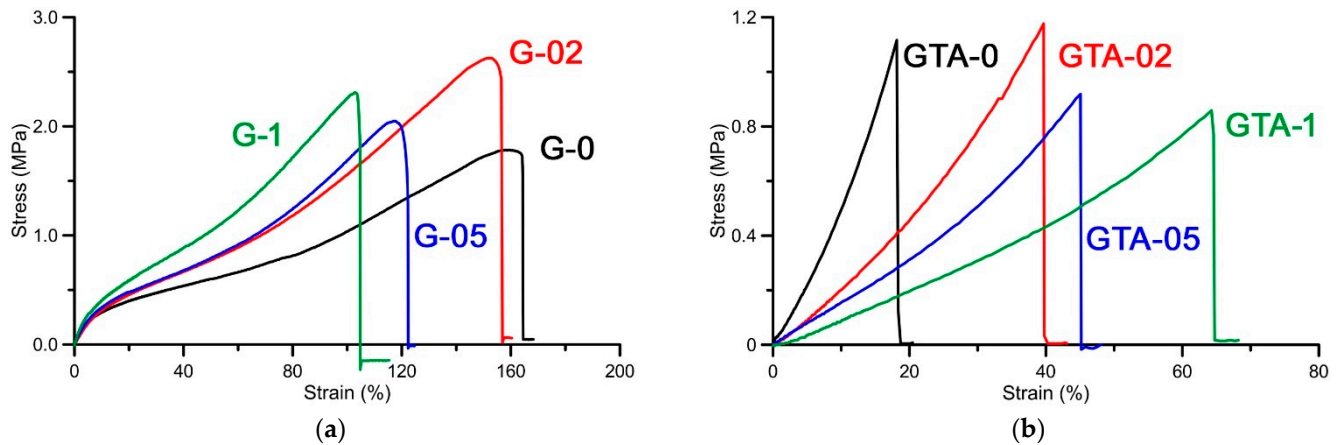 3.0
G-02
G-1
2.0
G-0
Stress (MPa)
1.0
G-05
0.0
0 40 80 120 160 200
Strain (%)
(a)
1.2
GTA-0 GTA-02
GTA-1
0.8
Stress (MPa)
GTA-05
0.4
0.0
0 20 40 60 80
Strain (%)
(b)